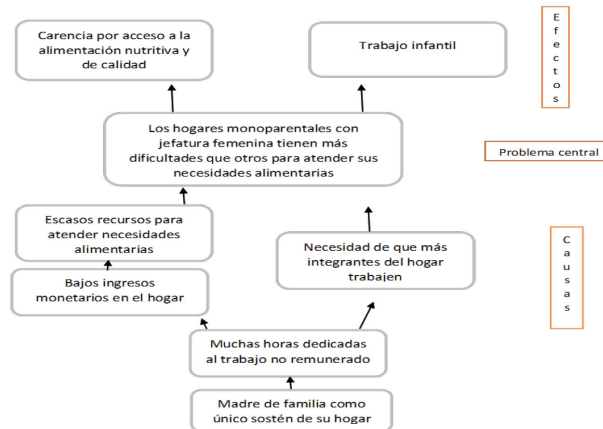 Carencia por acceso a la
alimentación nutritiva y
de calidad
Trabajo infantil
Efectos
Los hogares monoparentales con
jefatura femenina tienen más
dificultades que otros para atender sus
necesidades alimentarias
Problema central
Escasos recursos para
atender necesidades
alimentarias
Necesidad de que más
integrantes del hogar
trabajen
Causas
Bajos ingresos
monetarios en el hogar
Muchas horas dedicadas
al trabajo no remunerado
Madre de familia como
único sostén de su hogar